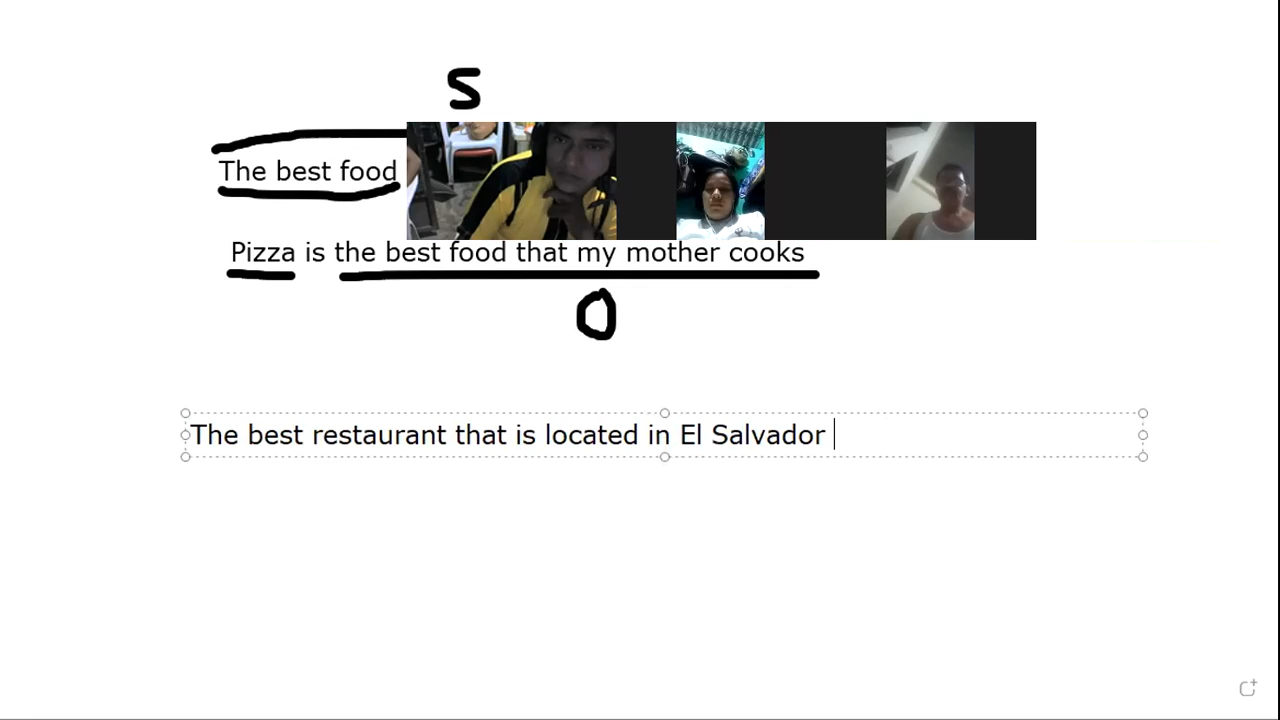 S
The best food
Pizza is the best food that my mother cooks
O
The best restaurant that is located in El Salvador